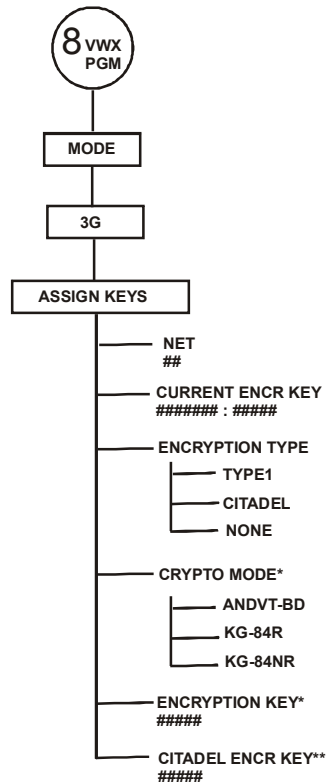 8 VWX
PGM
MODE
3G
ASSIGN KEYS
NET
##
CURRENT ENCR KEY
####### : #####
ENCRYPTION TYPE
TYPE1
CITADEL
NONE
CRYPTO MODE*
ANDVT-BD
KG-84R
KG-84NR
ENCRYPTION KEY*
#####
CITADEL ENCR KEY**
#####